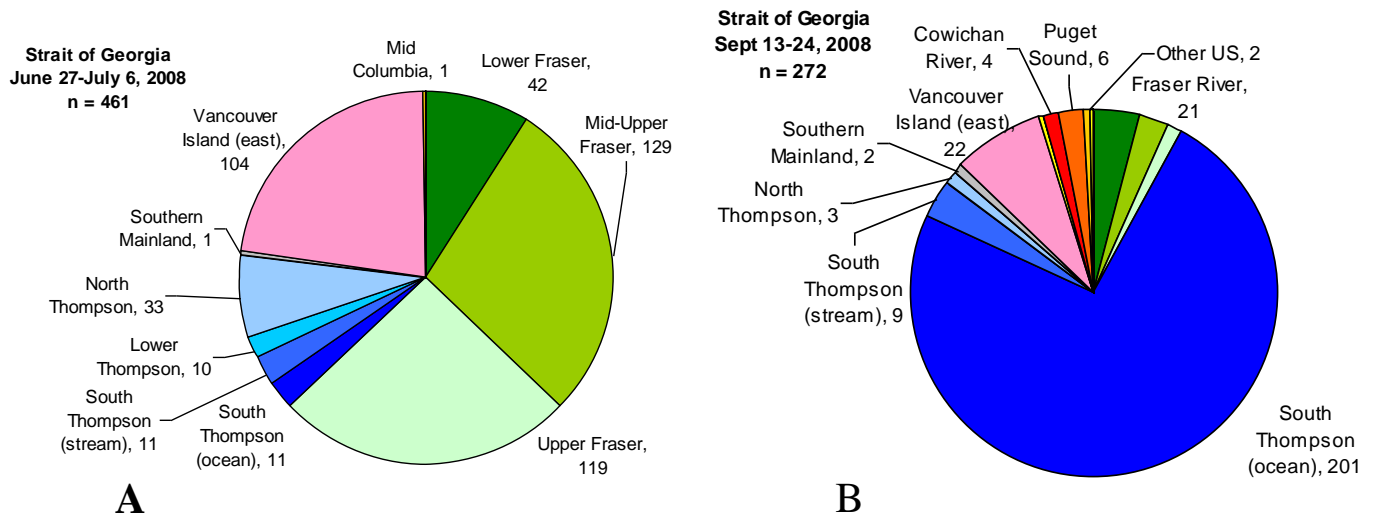 Strait of Georgia
June 27-July 6, 2008
n = 461
Mid
Columbia, 1
Lower Fraser,
42
Mid-Upper
Fraser, 129
Vancouver
Island (east),
104
Southern
Mainland, 1
North
Thompson, 33
Lower
Thompson, 10
South
Thompson
(stream), 11
South
Thompson
(ocean), 11
Upper Fraser,
119
A
Strait of Georgia
Sept 13-24, 2008
n = 272
Cowichan
River, 4
Puget
Sound, 6
Other US, 2
Fraser River,
21
Vancouver
Island (east),
22
Southern
Mainland, 2
North
Thompson, 3
South
Thompson
(stream), 9
South
Thompson
(ocean), 201
B